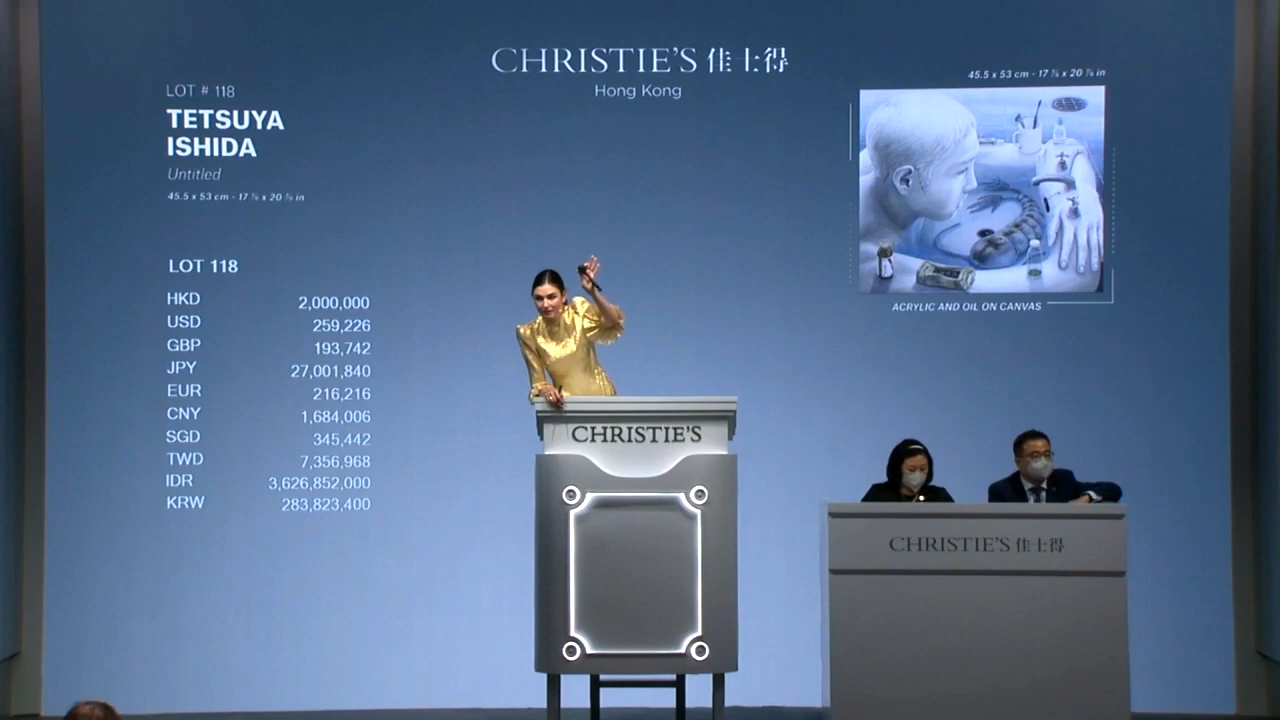 CHRISTIE'S 佳士得
Hong Kong
LOT # 118
TETSUYA
ISHIDA
Untitled
45.5 x 53 cm - 17 ⅞ x 20 ⅞ in
LOT 118
HKD 2,000,000
USD 259,226
GBP 193,742
JPY 27,001,840
EUR 216,216
CNY 1,684,006
SGD 345,442
TWD 7,356,968
IDR 3,626,852,000
KRW 283,823,400
45.5 x 53 cm - 17 ⅞ x 20 ⅞ in
ACRYLIC AND OIL ON CANVAS
CHRISTIE'S
CHRISTIE'S 佳士得